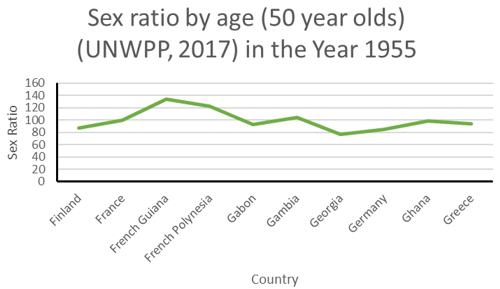 Sex ratio by age (50 year olds)
(UNWPP, 2017) in the Year 1955
160
140
120
100
80
60
40
20
0
Sex Ratio
Finland
France
French Guiana
French Polynesia
Gabon
Gambia
Georgia
Germany
Ghana
Greece
Country